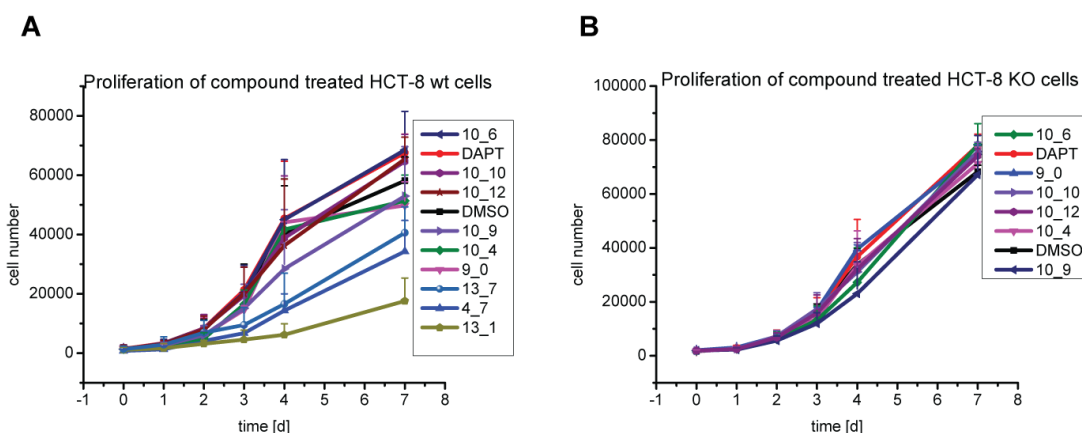 A
Proliferation of compound treated HCT-8 wt cells
80000
60000
40000
20000
0
cell number
-1 0 1 2 3 4 5 6 7 8
time [d]
10_6
DAPT
10_10
10_12
DMSO
10_9
10_4
9_0
13_7
4_7
13_1
B
Proliferation of compound treated HCT-8 KO cells
100000
80000
60000
40000
20000
0
cell number
-1 0 1 2 3 4 5 6 7 8
time [d]
10_6
DAPT
9_0
10_10
10_12
10_4
DMSO
10_9